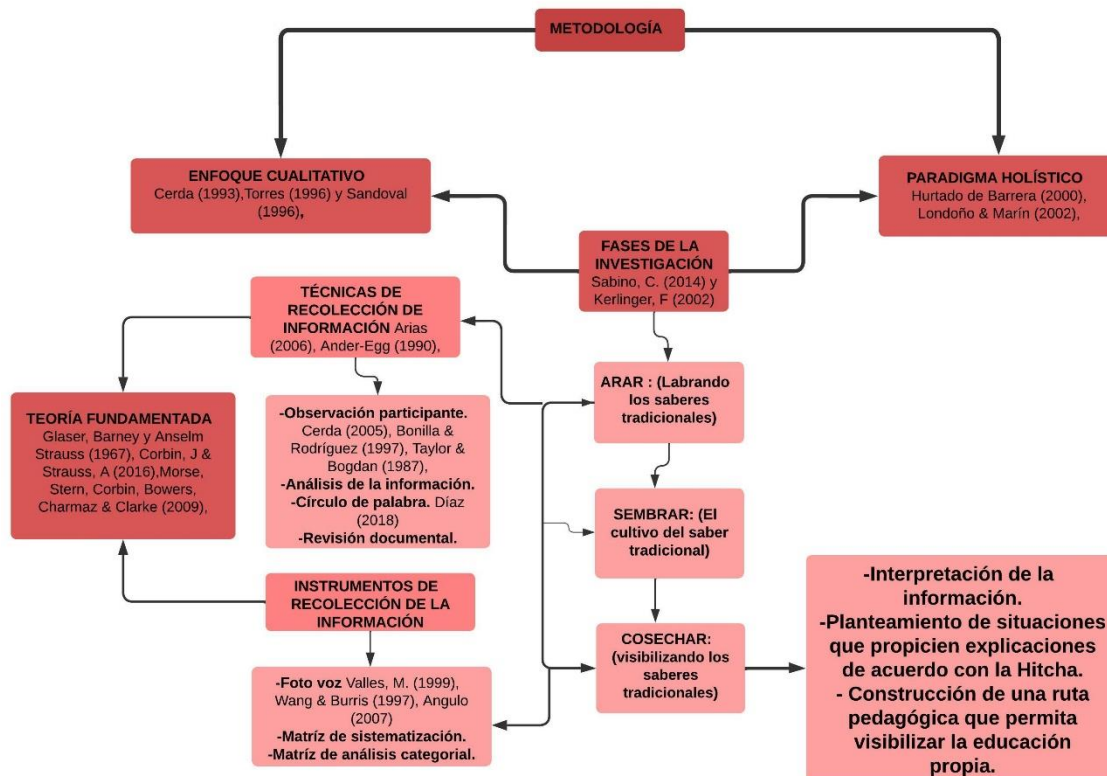 METODOLOGÍA
ENFOQUE CUALITATIVO
Cerda (1993),Torres (1996) y Sandoval
(1996),
PARADIGMA HOLÍSTICO
Hurtado de Barrera (2000),
Londoño & Marín (2002),
FASES DE LA
INVESTIGACIÓN
Sabino, C. (2014) y
Kerlinger, F (2002)
TÉCNICAS DE
RECOLECCIÓN DE
INFORMACIÓN Arias
(2006), Ander-Egg (1990),
ARAR : (Labrando
los saberes
tradicionales)
TEORÍA FUNDAMENTADA
Glaser, Barney y Anselm
Strauss (1967), Corbin, J &
Strauss, A (2016),Morse,
Stern, Corbin, Bowers,
Charmaz & Clarke (2009),
-Observación participante.
Cerda (2005), Bonilla &
Rodríguez (1997), Taylor &
Bogdan (1987),
-Análisis de la información.
-Círculo de palabra. Díaz
(2018)
-Revisión documental.
SEMBRAR: (El
cultivo del saber
tradicional)
INSTRUMENTOS DE
RECOLECCIÓN DE LA
INFORMACIÓN
COSECHAR:
(visibilizando los
saberes
tradicionales)
-Interpretación de la
información.
-Planteamiento de situaciones
que propicien explicaciones
de acuerdo con la Hitcha.
- Construcción de una ruta
pedagógica que permita
visibilizar la educación
propia.
-Foto voz Valles, M. (1999),
Wang & Burris (1997), Angulo
(2007)
-Matríz de sistematización.
-Matríz de análisis categorial.